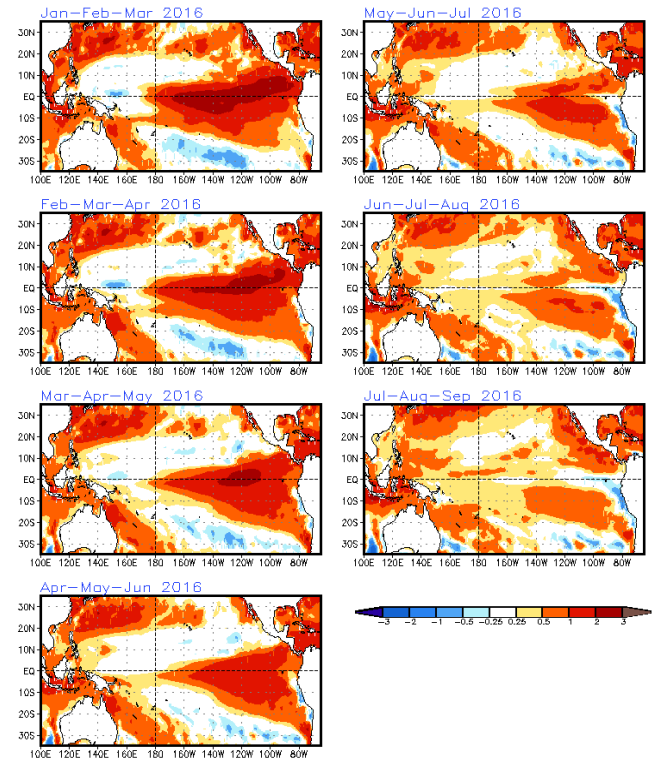 Jan-Feb-Mar 2016
30N
20N
10N
EQ
10S
20S
30S
100E 120E 140E 160E 180 160W 140W 120W 100W 80W
Feb-Mar-Apr 2016
30N
20N
10N
EQ
10S
20S
30S
100E 120E 140E 160E 180 160W 140W 120W 100W 80W
Mar-Apr-May 2016
30N
20N
10N
EQ
10S
20S
30S
100E 120E 140E 160E 180 160W 140W 120W 100W 80W
Apr-May-Jun 2016
30N
20N
10N
EQ
10S
20S
30S
100E 120E 140E 160E 180 160W 140W 120W 100W 80W
May-Jun-Jul 2016
30N
20N
10N
EQ
10S
20S
30S
100E 120E 140E 160E 180 160W 140W 120W 100W 80W
Jun-Jul-Aug 2016
30N
20N
10N
EQ
10S
20S
30S
100E 120E 140E 160E 180 160W 140W 120W 100W 80W
Jul-Aug-Sep 2016
30N
20N
10N
EQ
10S
20S
30S
100E 120E 140E 160E 180 160W 140W 120W 100W 80W
-3 -2 -1 -0.5 -0.25 0.25 0.5 1 2 3